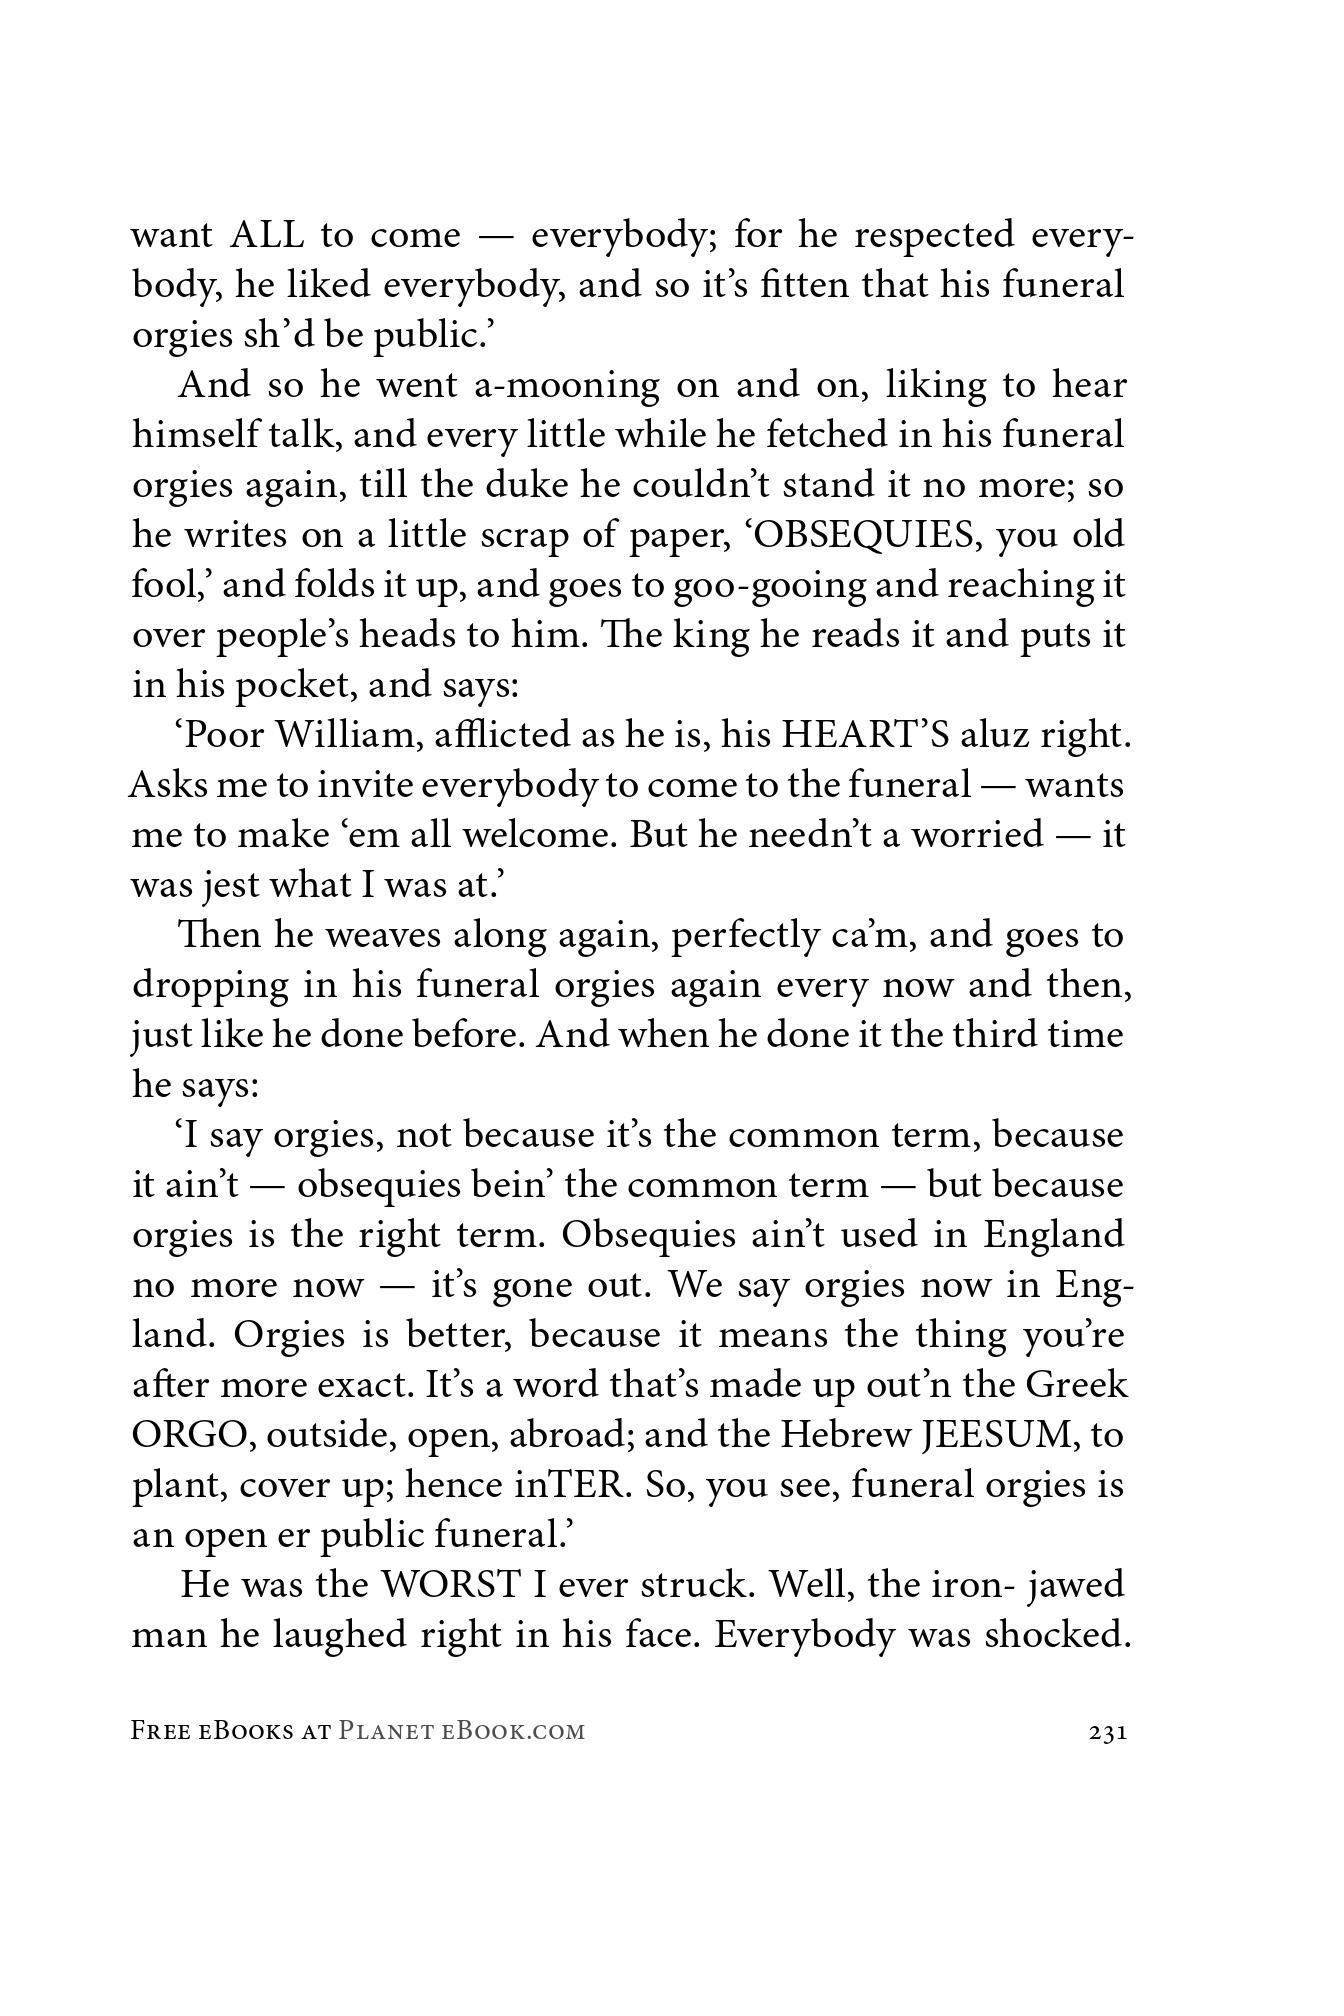 want ALL to come — everybody; for he respected every-
body, he liked everybody, and so it’s fitten that his funeral
orgies sh’d be public.’
And so he went a-mooning on and on, liking to hear
himself talk, and every little while he fetched in his funeral
orgies again, till the duke he couldn’t stand it no more; so
he writes on a little scrap of paper, ‘OBSEQUIES, you old
fool,’ and folds it up, and goes to goo-gooing and reaching it
over people’s heads to him. The king he reads it and puts it
in his pocket, and says:
‘Poor William, afflicted as he is, his HEART’S aluz right.
Asks me to invite everybody to come to the funeral — wants
me to make ‘em all welcome. But he needn’t a worried — it
was jest what I was at.’
Then he weaves along again, perfectly ca’m, and goes to
dropping in his funeral orgies again every now and then,
just like he done before. And when he done it the third time
he says:
‘I say orgies, not because it’s the common term, because
it ain’t — obsequies bein’ the common term — but because
orgies is the right term. Obsequies ain’t used in England
no more now — it’s gone out. We say orgies now in Eng-
land. Orgies is better, because it means the thing you’re
after more exact. It’s a word that’s made up out’n the Greek
ORGO, outside, open, abroad; and the Hebrew JEESUM, to
plant, cover up; hence inTER. So, you see, funeral orgies is
an open er public funeral.’
He was the WORST I ever struck. Well, the iron- jawed
man he laughed right in his face. Everybody was shocked.
Free eBooks at Planet eBook.com 231